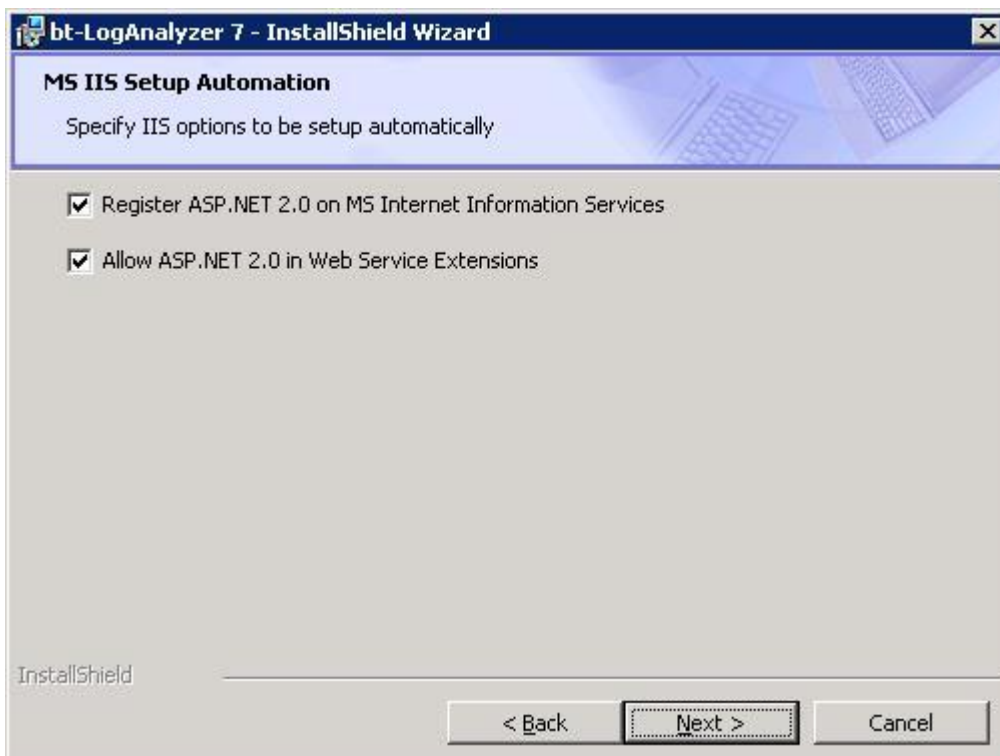 bt-LogAnalyzer 7 - InstallShield Wizard
MS IIS Setup Automation
Specify IIS options to be setup automatically
Register ASP.NET 2.0 on MS Internet Information Services
Allow ASP.NET 2.0 in Web Service Extensions
InstallShield
< Back Next > Cancel